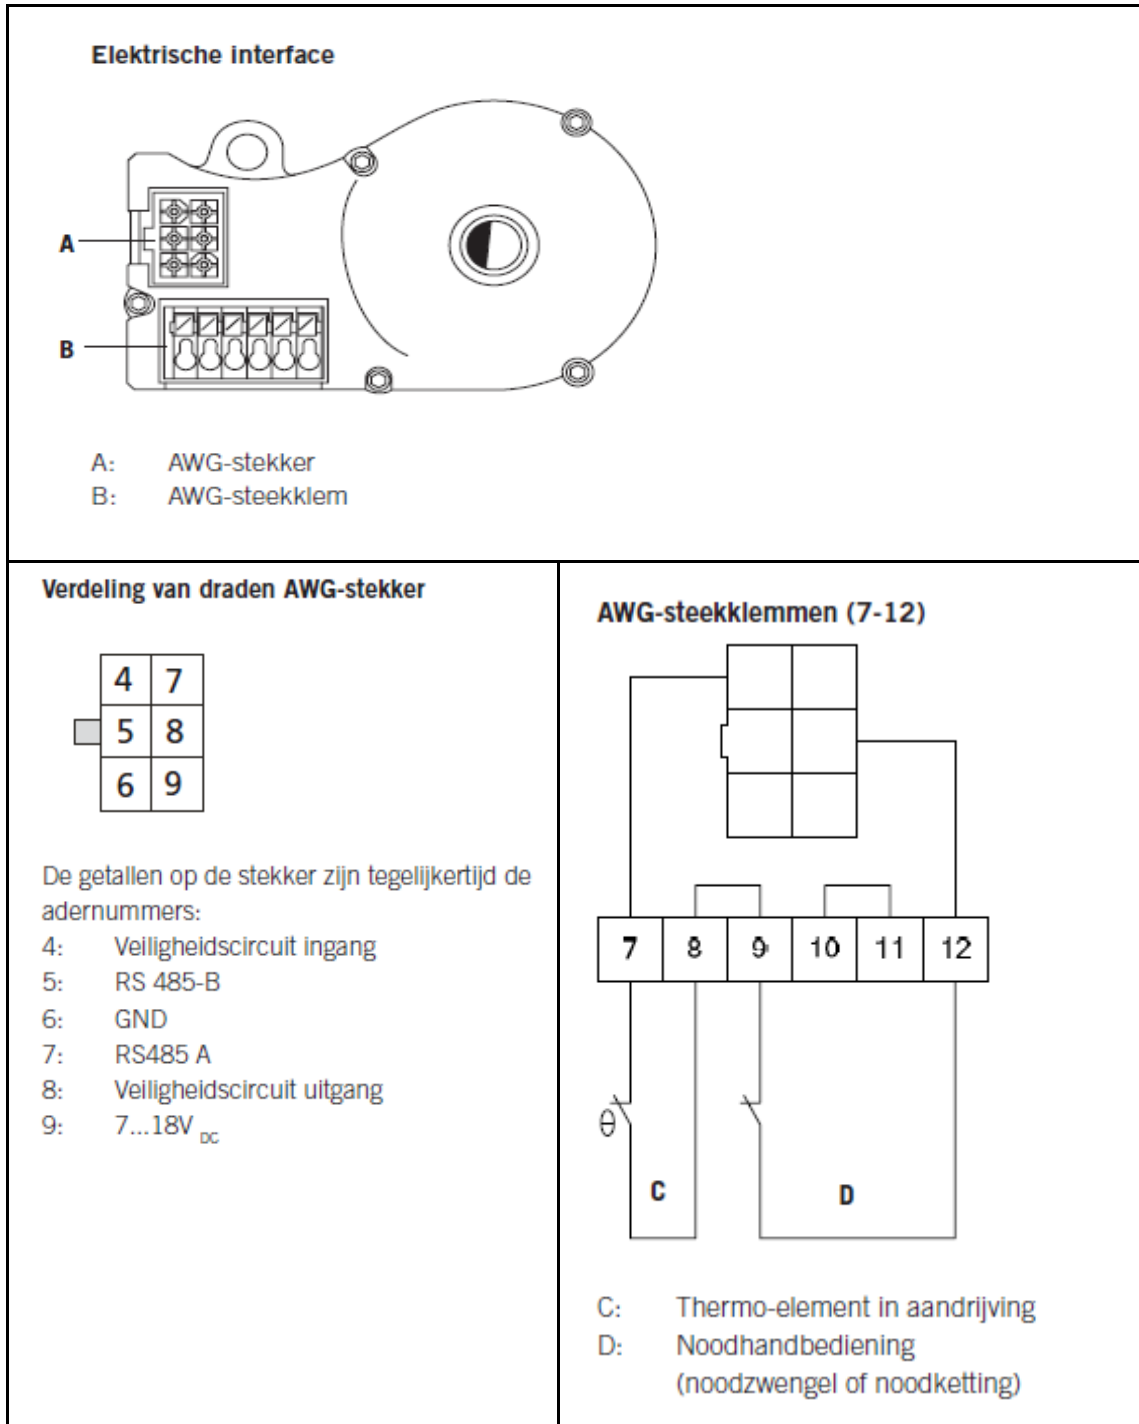 Elektrische interface
A
B
A: AWG-stekker
B: AWG-steekklem
Verdeling van draden AWG-stekker
4 7
5 8
6 9
De getallen op de stekker zijn tegelijkertijd de
adernummers:
4: Veiligheidscircuit ingang
5: RS 485-B
6: GND
7: RS485 A
8: Veiligheidscircuit uitgang
9: 7...18V DC
AWG-steekklemmen (7-12)
7 8 9 10 11 12
θ
C D
C: Thermo-element in aandrijving
D: Noodhandbediening
(noodzwengel of noodketting)